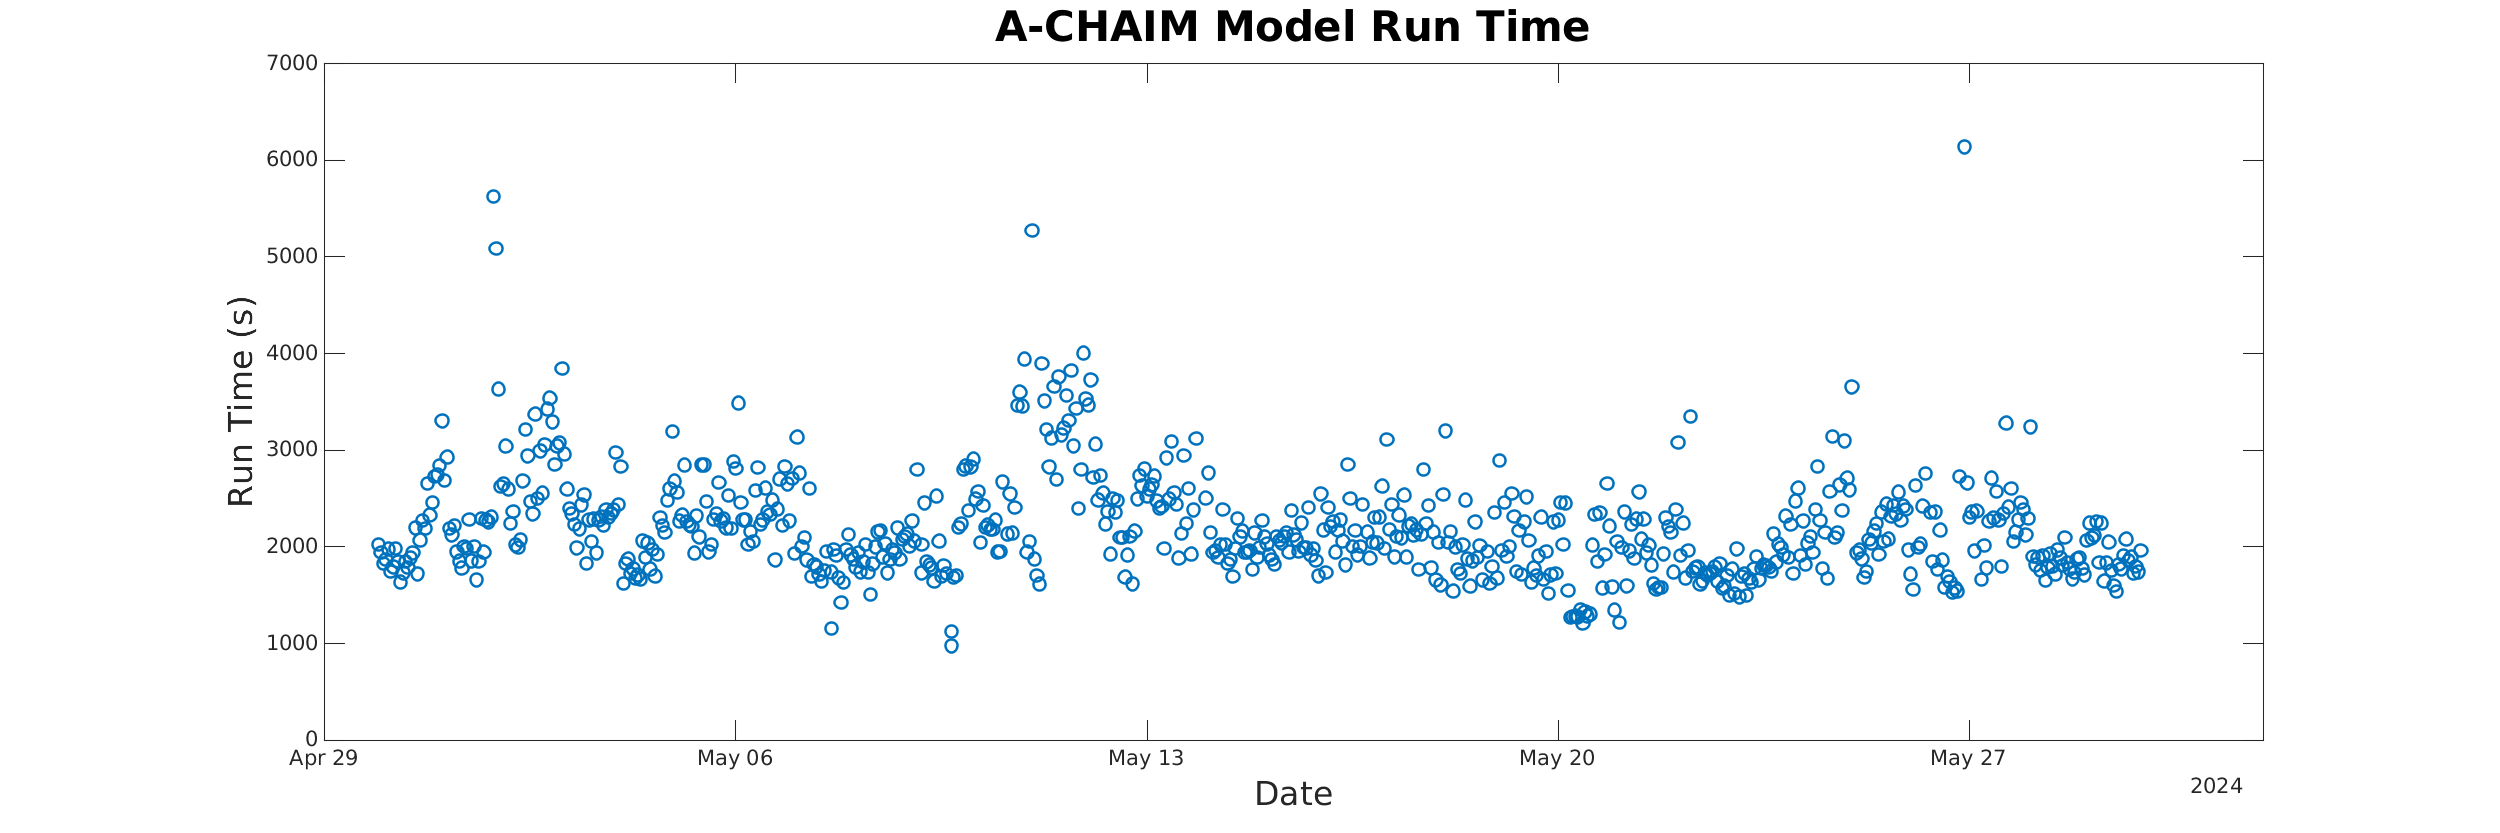 A-CHAIM Model Run Time
7000
6000
5000
4000
3000
2000
1000
0
Run Time (s)
Apr 29
May 06
May 13
May 20
May 27
2024
Date